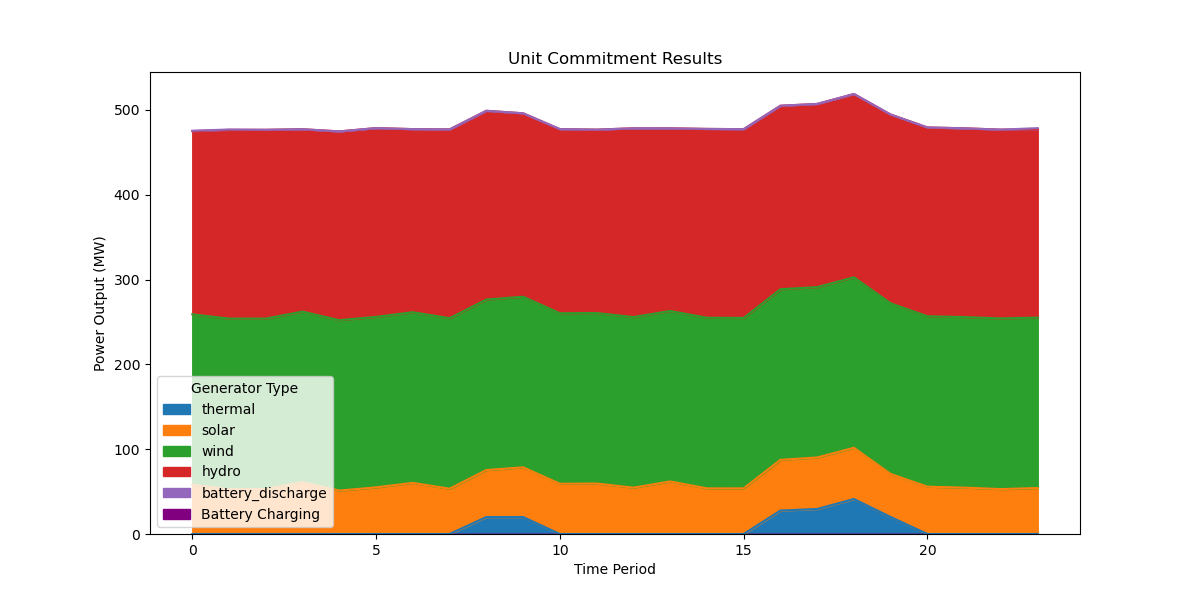 Unit Commitment Results
Power Output (MW)
500
400
300
200
100
0
Generator Type
thermal
solar
wind
hydro
battery_discharge
Battery Charging
0 5 10 15 20
Time Period